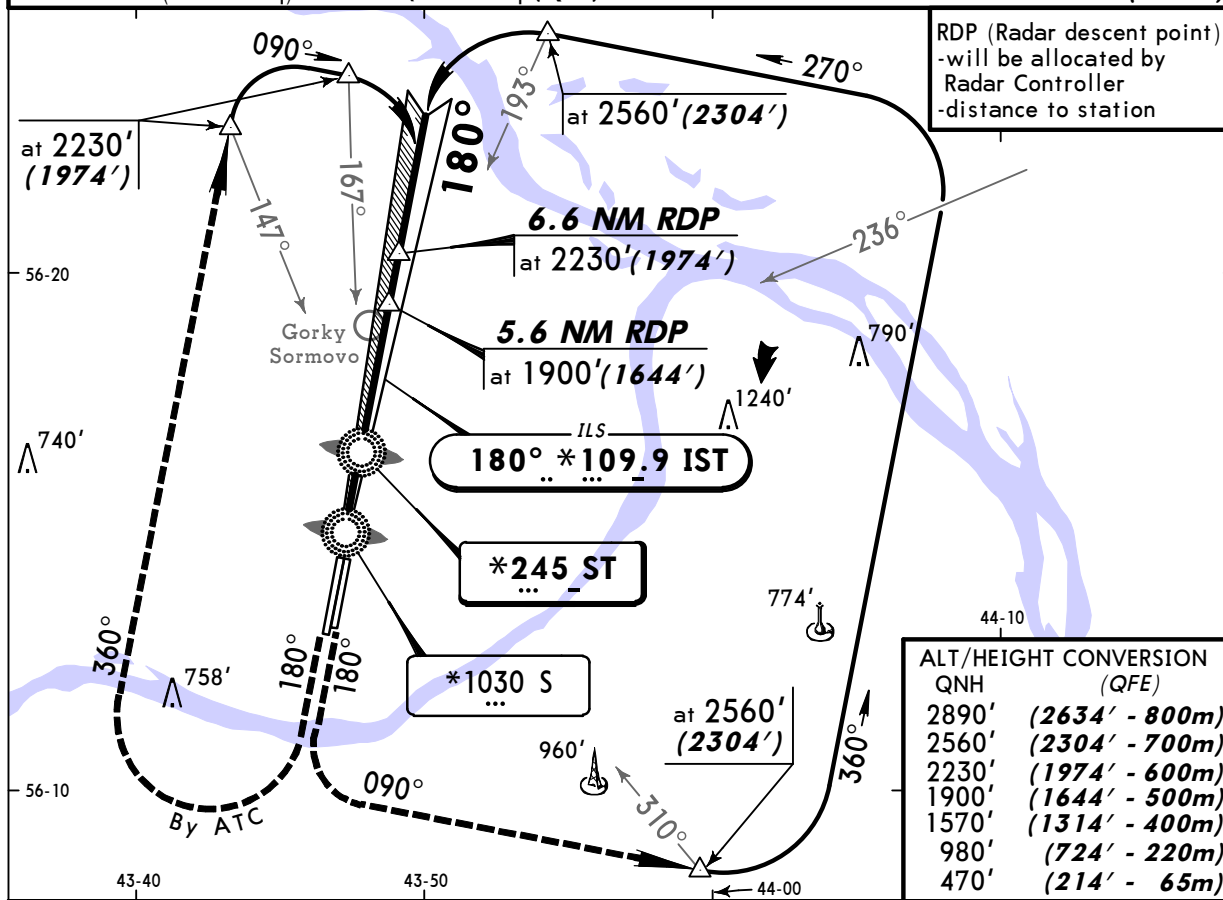 RDP (Radar descent point)
-will be allocated by
Radar Controller
-distance to station
090°
270°
193°
at 2560' (2304')
at 2230'
(1974')
180°
167°
147°
6.6 NM RDP
at 2230' (1974')
236°
56-20
Gorky
Sormovo
5.6 NM RDP
at 1900' (1644')
790'
1240'
740'
ILS
180° *109.9 IST
*245 ST
774'
44-10
360°
180°
180°
758'
*1030 S
at 2560'
(2304')
960'
360°
56-10
090°
By ATC
310°
43-40
43-50
44-00
ALT/HEIGHT CONVERSION
QNH (QFE)
2890' (2634' - 800m)
2560' (2304' - 700m)
2230' (1974' - 600m)
1900' (1644' - 500m)
1570' (1314' - 400m)
980' (724' - 220m)
470' (214' - 65m)